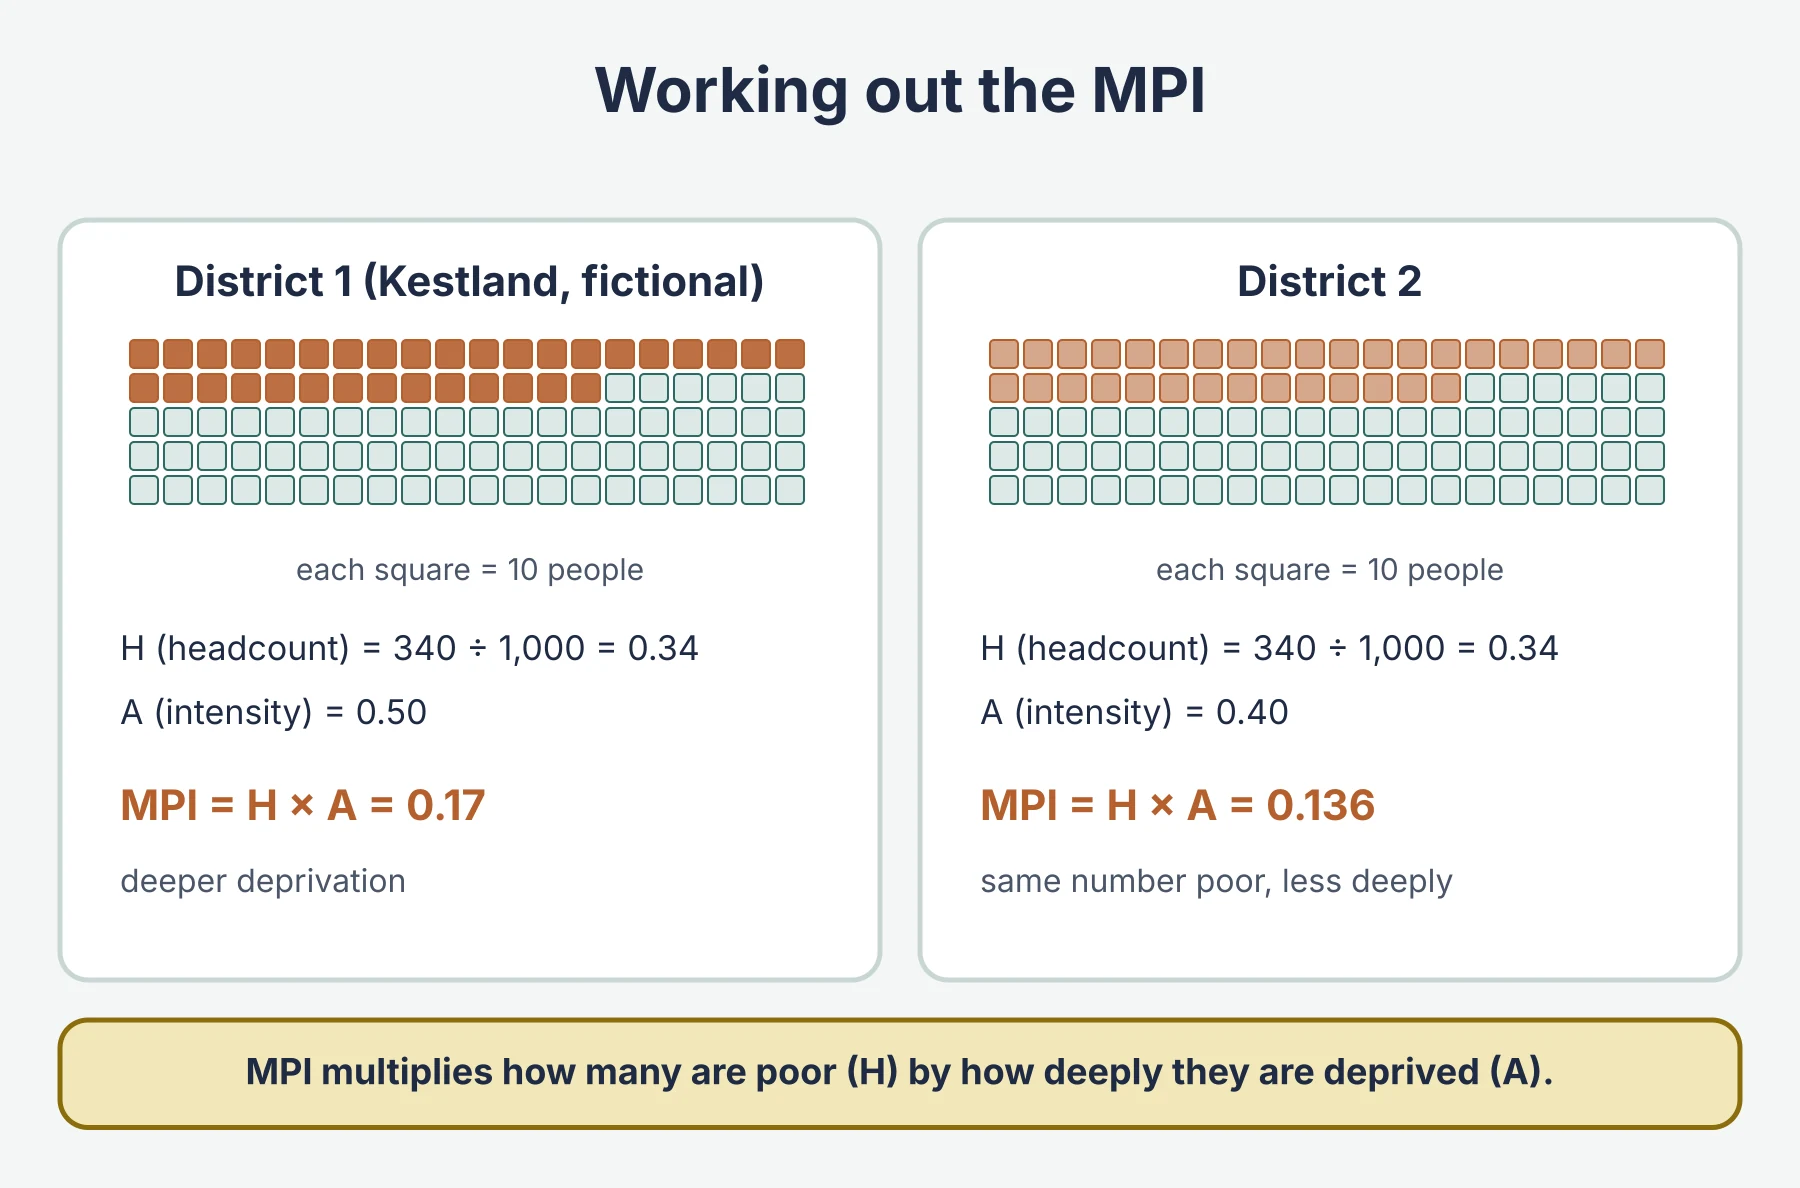 Working out the MPI
District 1 (Kestland, fictional)
each square = 10 people
H (headcount) = 340 ÷ 1,000 = 0.34
A (intensity) = 0.50
MPI = H × A = 0.17
deeper deprivation
District 2
each square = 10 people
H (headcount) = 340 ÷ 1,000 = 0.34
A (intensity) = 0.40
MPI = H × A = 0.136
same number poor, less deeply
MPI multiplies how many are poor (H) by how deeply they are deprived (A).